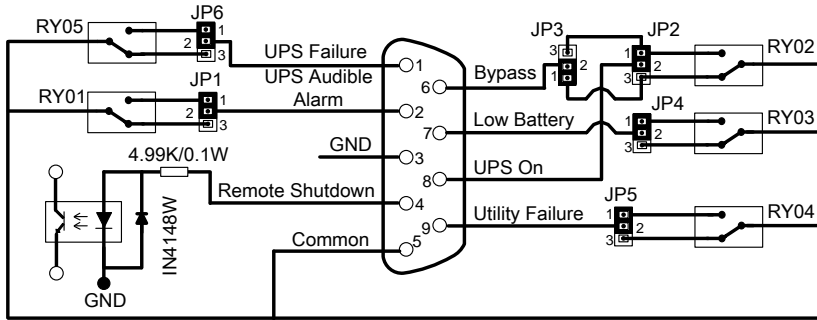 JP6
RY05
1
2
3
UPS Failure
1
JP3
3
2
1
JP2
1
2
3
RY02
UPS Audible
Alarm
2
6
Bypass
RY01
JP1
1
2
3
JP4
1
2
3
RY03
7
Low Battery
GND
3
4.99K/0.1W
8
UPS On
Remote Shutdown
4
JP5
1
2
3
RY04
9
Utility Failure
IN4148W
Common
5
GND